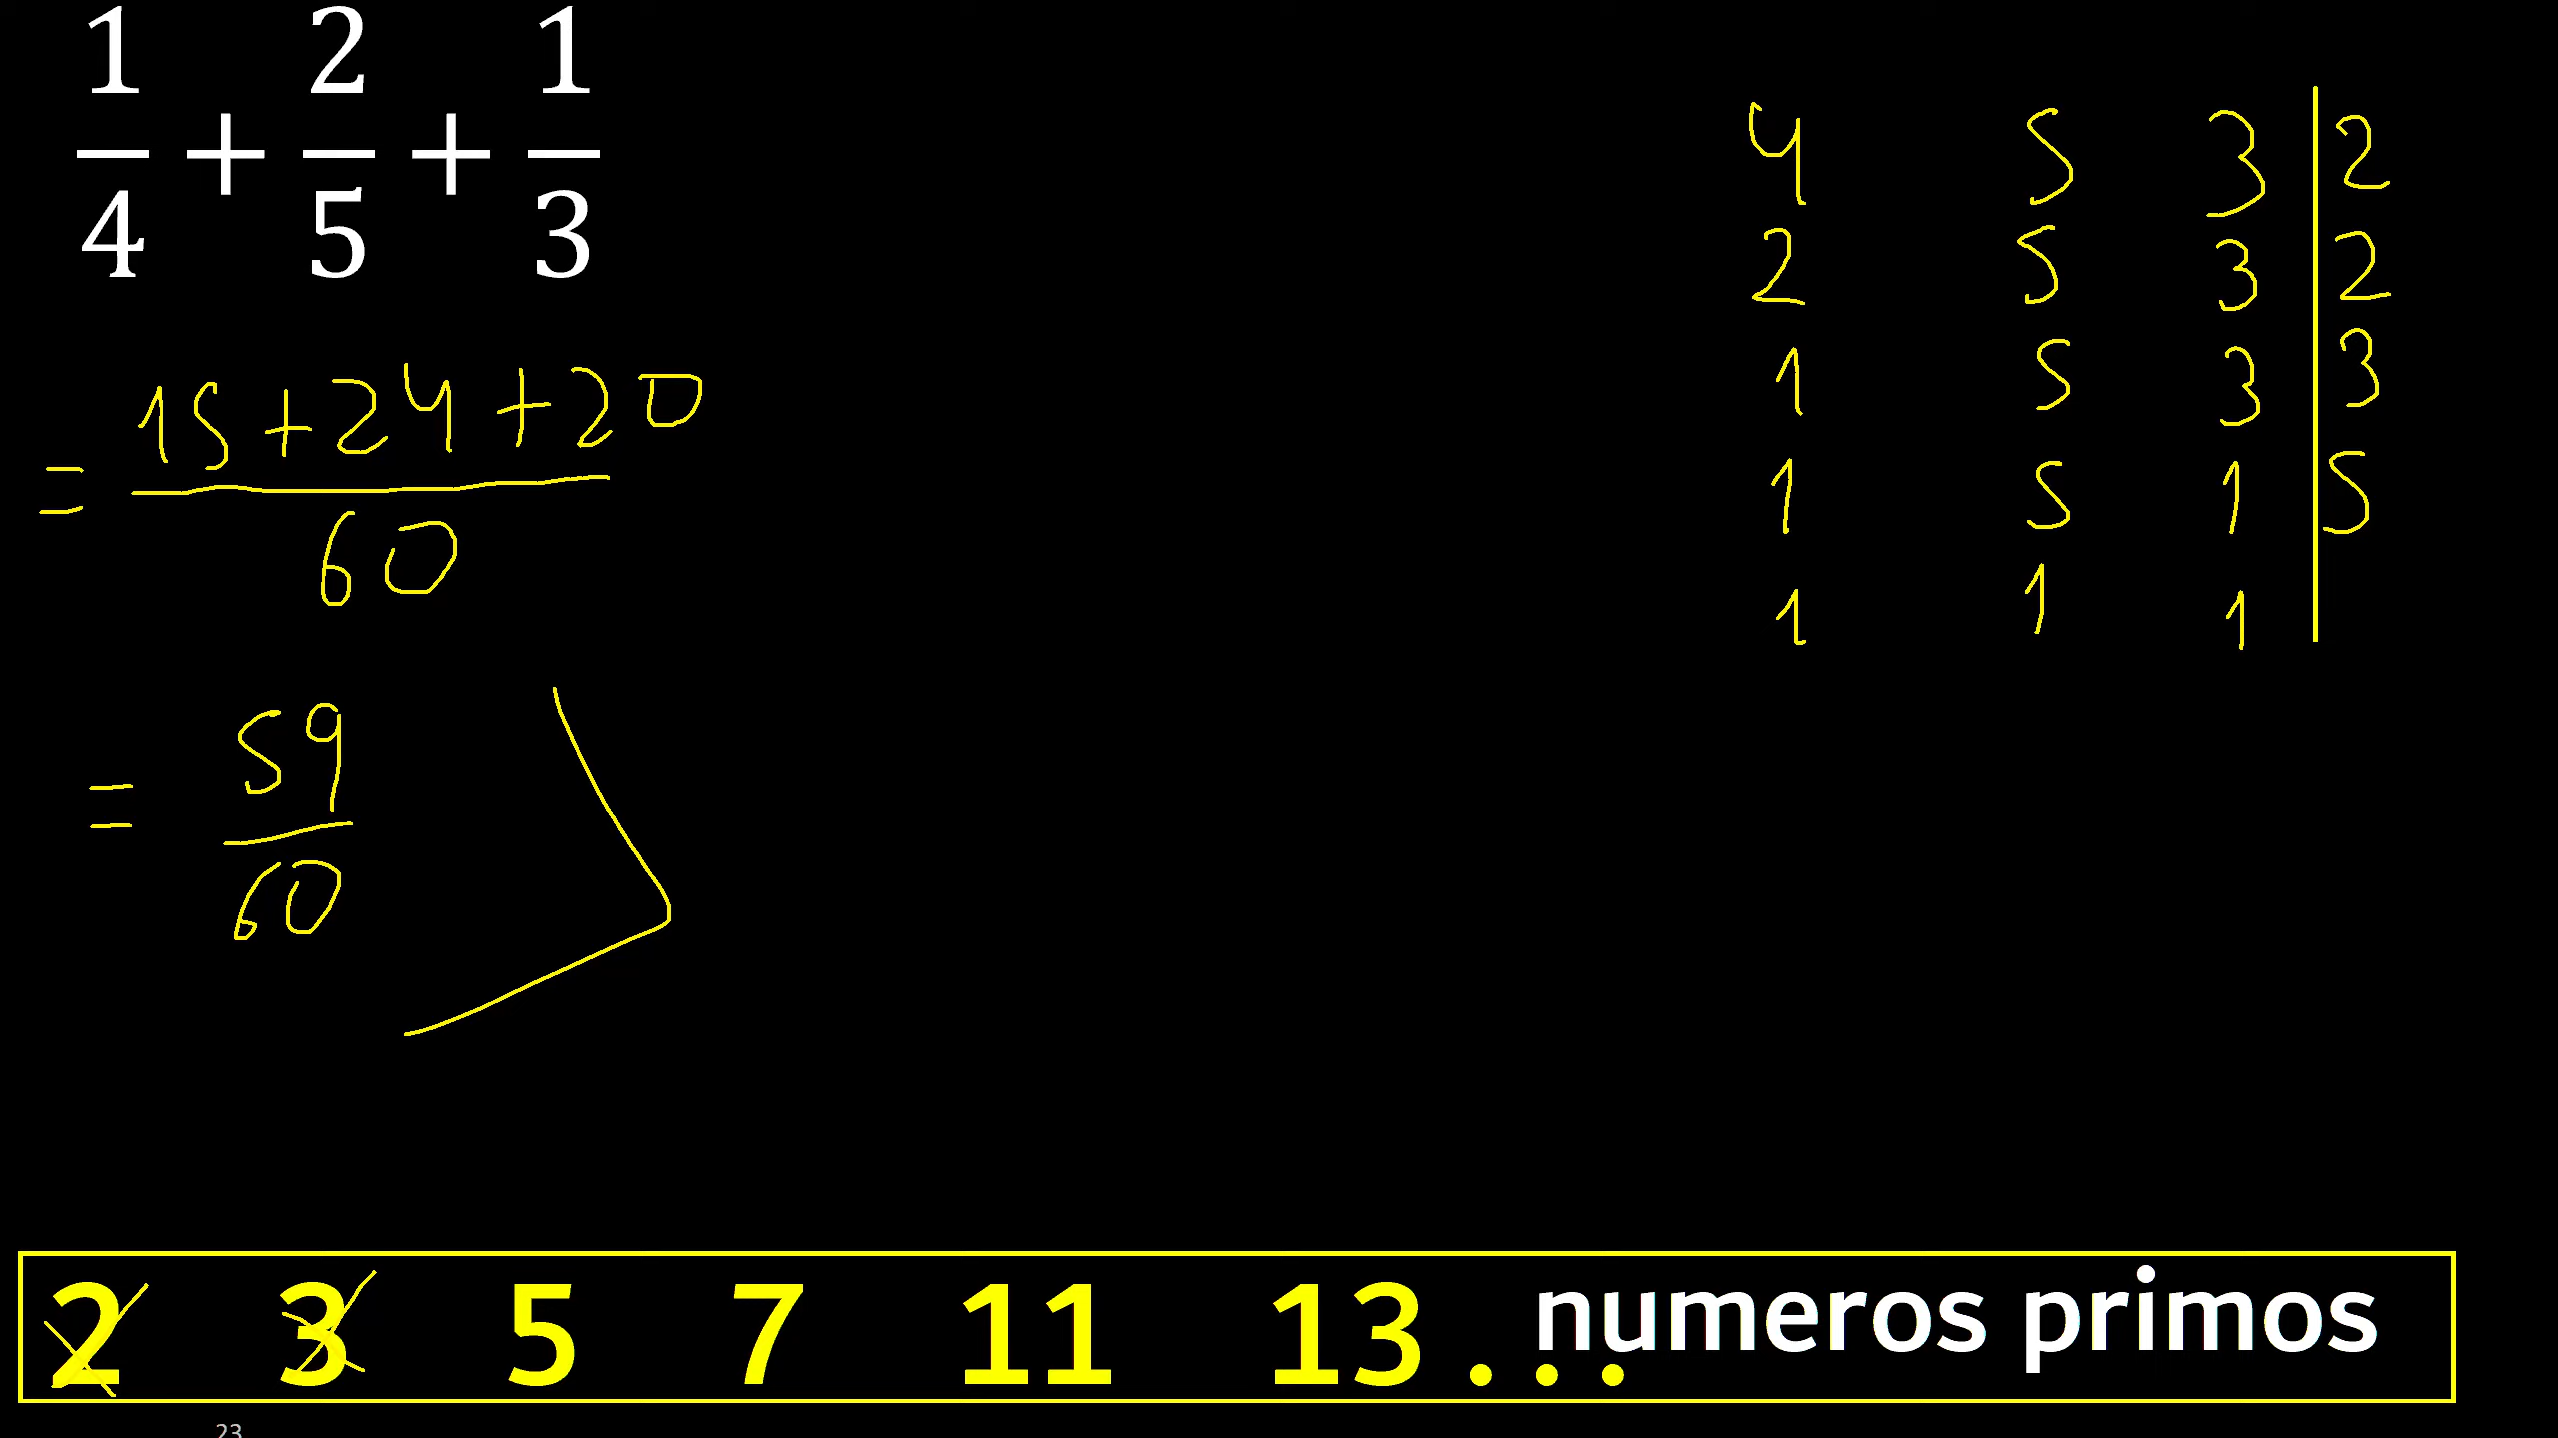 1/4 + 2/5 + 1/3
= 15+24+20 / 60
= 59/60
4 5 3 | 2
2 5 3 | 2
1 5 3 | 3
1 5 1 | 5
1 1 1
2 3 5 7 11 13 ... numeros primos
23